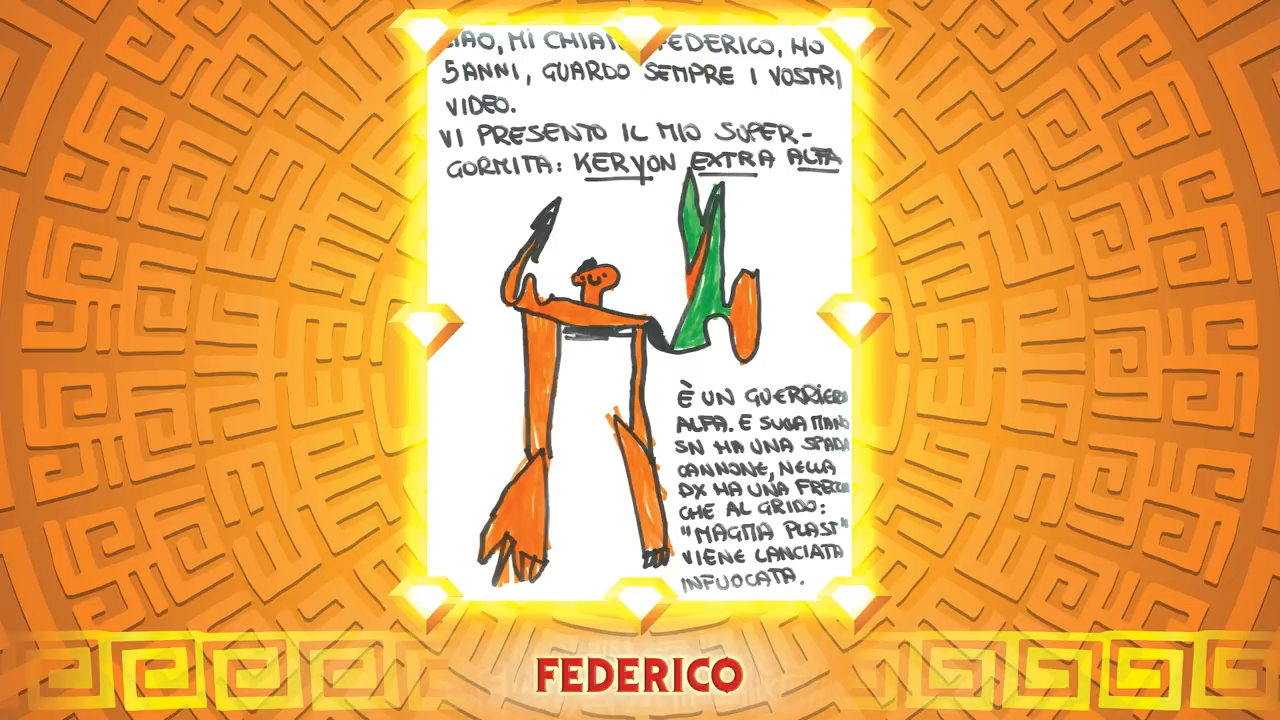 CIAO, MI CHIAMO FEDERICO, HO
5 ANNI, GUARDO SEMPRE I VOSTRI
VIDEO.
VI PRESENTO IL MIO SUPER-
GORMITA: KERYON EXTRA ALFA
È UN GUERRIERO
ALFA. E SULLA MANO
SN HA UNA SPADA
CANNONE, NELLA
DX HA UNA FRECCIA
CHE AL GRIDO:
"MAGMA PLAST"
VIENE LANCIATA
INFUOCATA.
FEDERICO